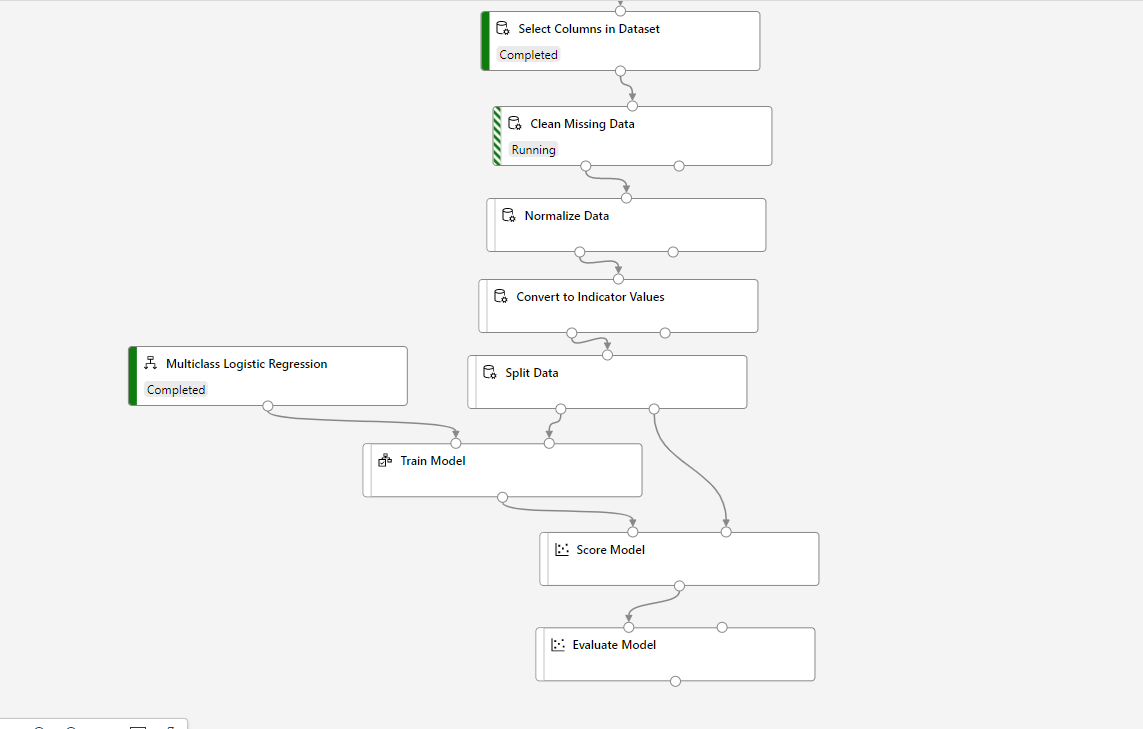 Select Columns in Dataset
Completed
Clean Missing Data
Running
Normalize Data
Convert to Indicator Values
Multiclass Logistic Regression
Completed
Split Data
Train Model
Score Model
Evaluate Model